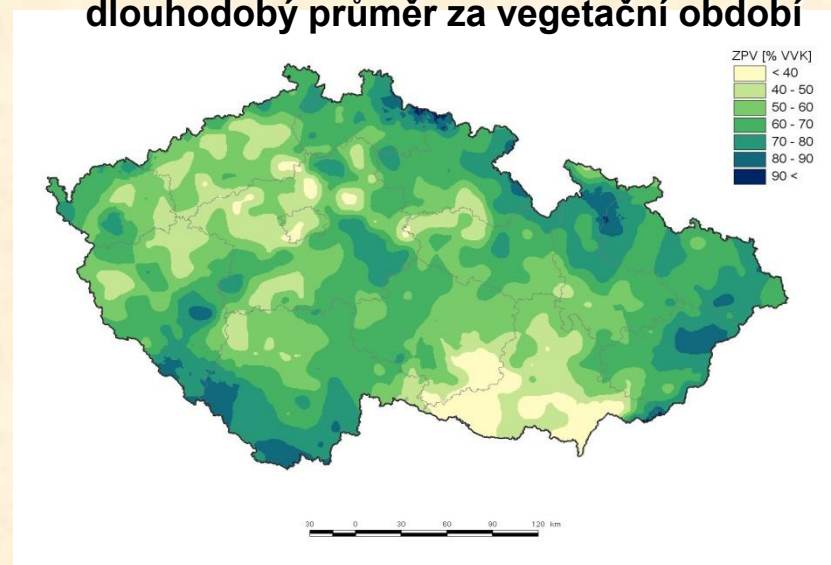 dlouhodobý průměr za vegetační období
ZPV [% VVK]
< 40
40 - 50
50 - 60
60 - 70
70 - 80
80 - 90
90 <
30 0 30 60 90 120 km